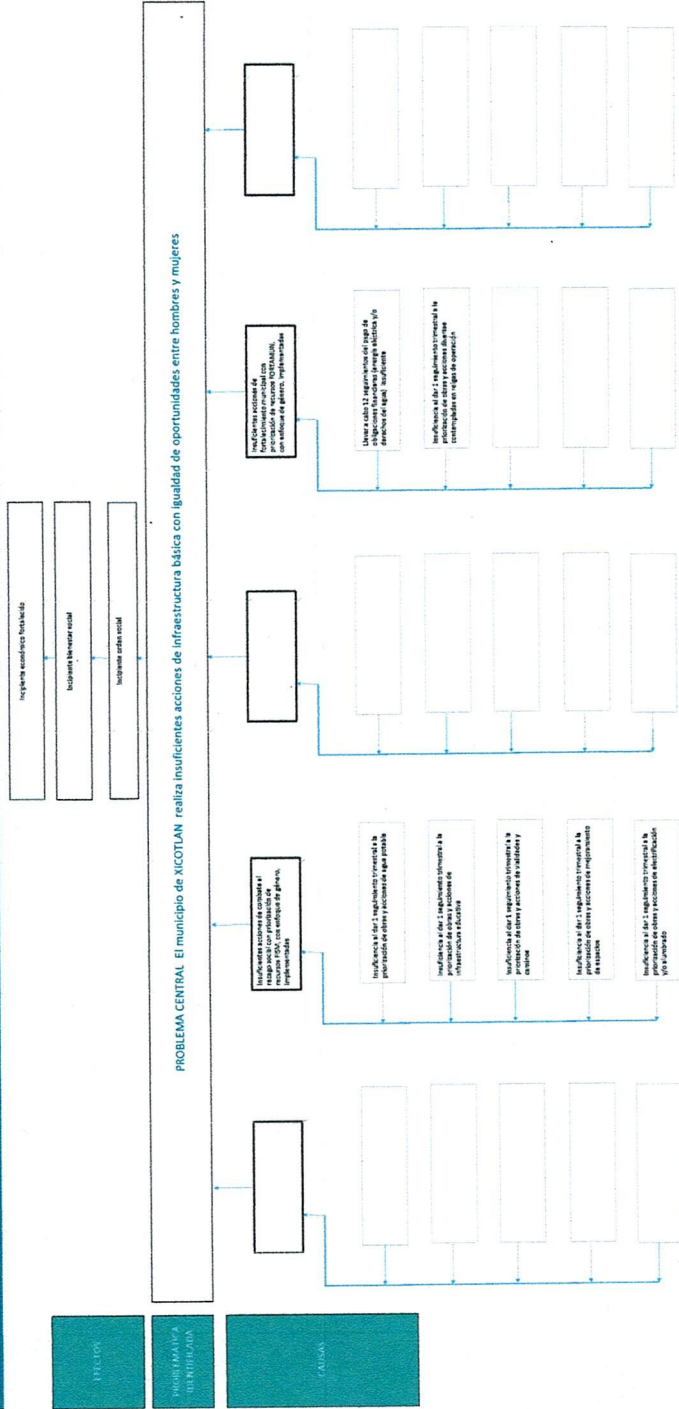 EFECTOS
Incipiente económico fortalecido
Incipiente bienestar social
Incipiente orden social
PROBLEMÁTICA
IDENTIFICADA
PROBLEMA CENTRAL El municipio de XICOTLAN realiza insuficientes acciones de infraestructura básica con igualdad de oportunidades entre hombres y mujeres
CAUSAS
Insuficientes acciones de combate al
rezago social con priorización de
recursos FISM, con enfoque de género,
implementadas
Insuficiencia al dar 1 seguimiento trimestral a la
priorización de obras y acciones de agua potable
Insuficiencia al dar 1 seguimiento trimestral a la
priorización de obras y acciones de
infraestructura educativa
Insuficiencia al dar 1 seguimiento trimestral a la
priorización de obras y acciones de vialidades y
caminos
Insuficiencia al dar 1 seguimiento trimestral a la
priorización de obras y acciones de mejoramiento
de espacios
Insuficiencia al dar 1 seguimiento trimestral a la
priorización de obras y acciones de electrificación
y/o alumbrado
Insuficientes acciones de
fortalecimiento municipal con
priorización de recursos FORTAMUN,
con enfoque de género, implementadas
Llevar a cabo 12 seguimientos del pago de
obligaciones financieras (energía eléctrica y/o
derechos del agua) insuficiente
Insuficiencia al dar 1 seguimiento trimestral a la
priorización de obras y acciones diversas
contempladas en reglas de operación